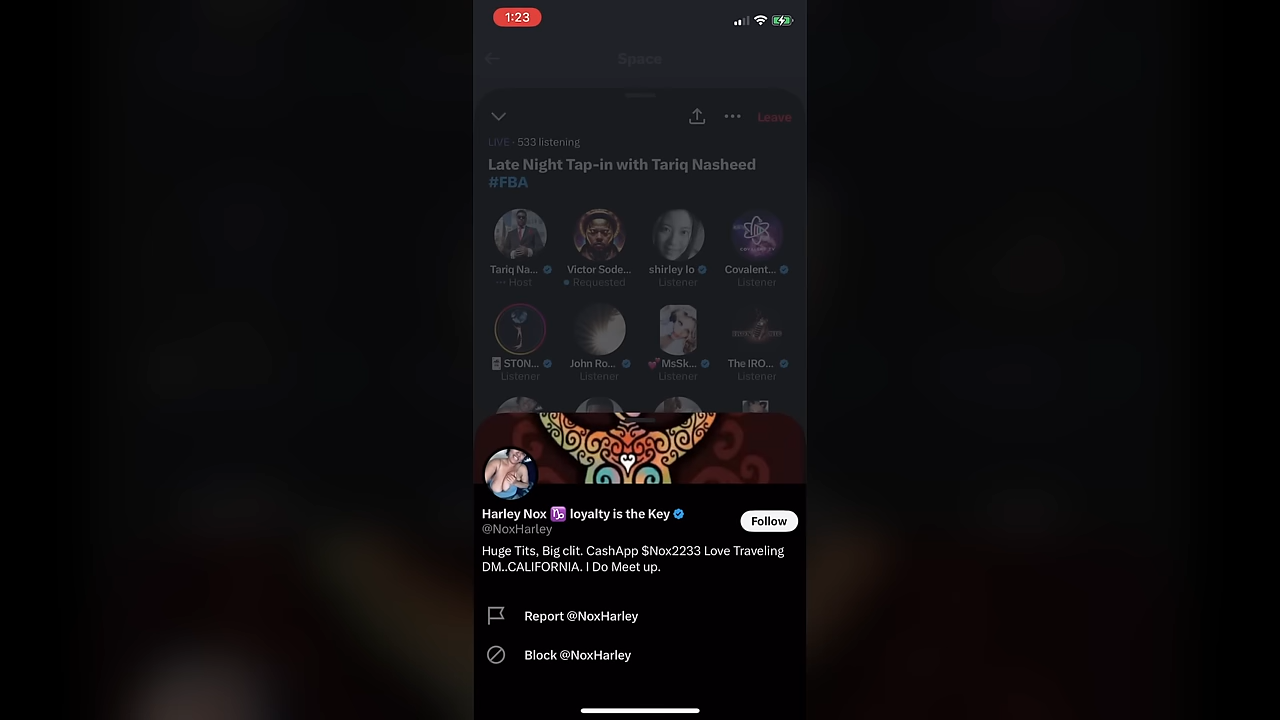 1:23
Space
Leave
LIVE · 533 listening
Late Night Tap-in with Tariq Nasheed
#FBA
Tariq Na... Victor Sode... shirley lo Covalent...
Host Requested Listener Listener
ST0N... John Ro... MsSk... The IRO...
Listener Listener Listener Listener
Harley Nox ♑ loyalty is the Key
Follow
@NoxHarley
Huge Tits, Big clit. CashApp $Nox2233 Love Traveling
DM..CALIFORNIA. I Do Meet up.
Report @NoxHarley
Block @NoxHarley